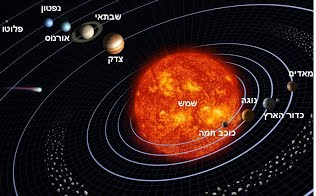 נפטון
שבתאי
פלוטו
אורנוס
צדק
מאדים
שמש
נוגה
כדור הארץ
כוכב חמה